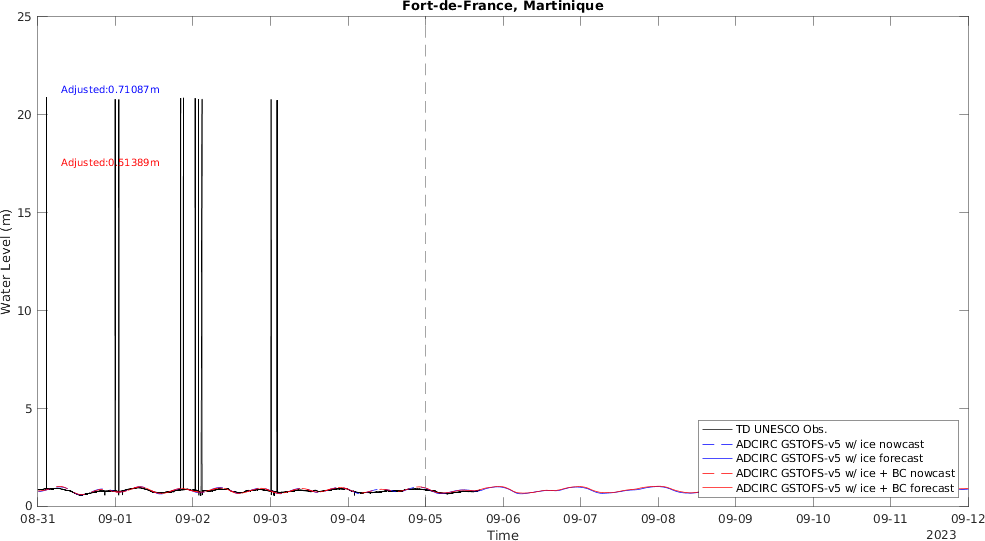 Fort-de-France, Martinique
25
20
15
10
5
0
Water Level (m)
Adjusted:0.71087m
Adjusted:0.51389m
TD UNESCO Obs.
ADCIRC GSTOFS-v5 w/ ice nowcast
ADCIRC GSTOFS-v5 w/ ice forecast
ADCIRC GSTOFS-v5 w/ ice + BC nowcast
ADCIRC GSTOFS-v5 w/ ice + BC forecast
08-31 09-01 09-02 09-03 09-04 09-05 09-06 09-07 09-08 09-09 09-10 09-11 09-12
Time
2023